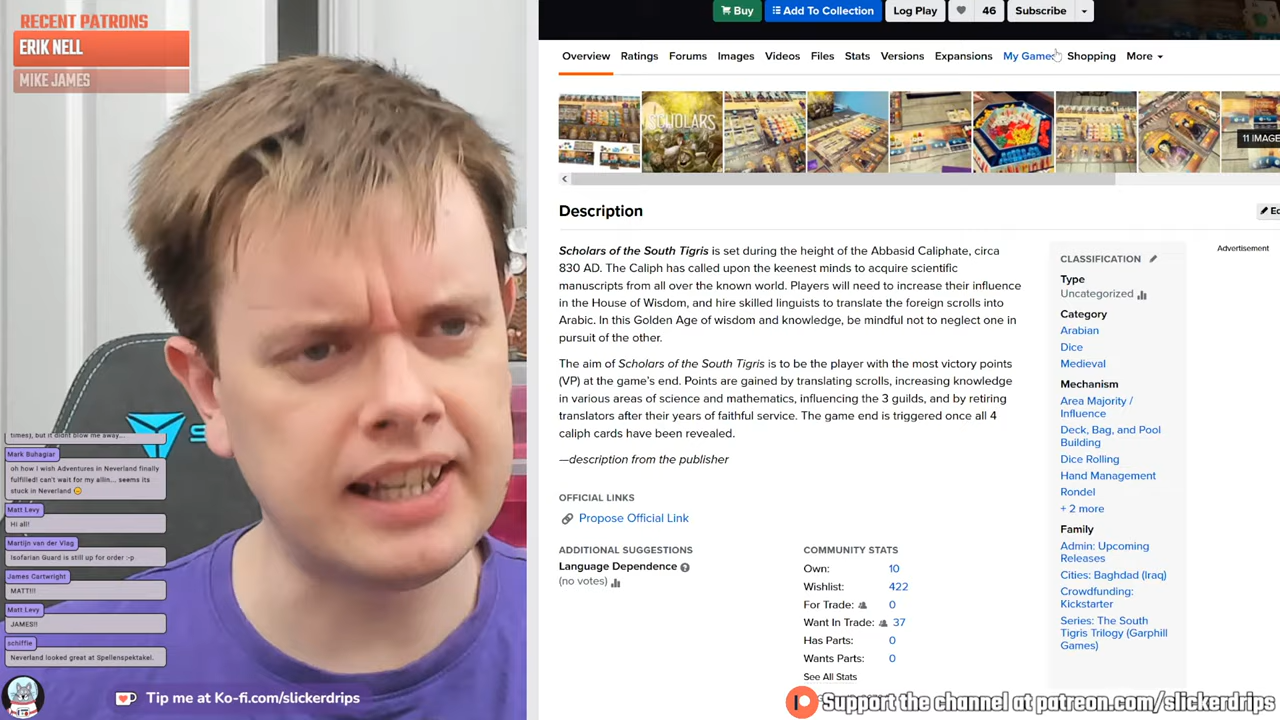 RECENT PATRONS
ERIK NELL
MIKE JAMES
times), but it didnt blow me away...
Mark Buhagiar
oh how I wish Adventures in Neverland finally
fulfilled! can't wait for my allin... seems its
stuck in Neverland
Matt Levy
Hi all!
Martijn van der Vlag
Isofarian Guard is still up for order :-p
James Cartwright
MATT!!!
Matt Levy
JAMES!!
schiffle
Neverland looked great at Spellenspektakel.
Tip me at Ko-fi.com/slickerdrips
Buy
Add To Collection
Log Play
46
Subscribe
Overview Ratings Forums Images Videos Files Stats Versions Expansions My Games Shopping More
SCHOLARS
11 IMAGE
Description
Scholars of the South Tigris is set during the height of the Abbasid Caliphate, circa
830 AD. The Caliph has called upon the keenest minds to acquire scientific
manuscripts from all over the known world. Players will need to increase their influence
in the House of Wisdom, and hire skilled linguists to translate the foreign scrolls into
Arabic. In this Golden Age of wisdom and knowledge, be mindful not to neglect one in
pursuit of the other.
The aim of Scholars of the South Tigris is to be the player with the most victory points
(VP) at the game's end. Points are gained by translating scrolls, increasing knowledge
in various areas of science and mathematics, influencing the 3 guilds, and by retiring
translators after their years of faithful service. The game end is triggered once all 4
caliph cards have been revealed.
—description from the publisher
OFFICIAL LINKS
Propose Official Link
ADDITIONAL SUGGESTIONS
Language Dependence
(no votes)
COMMUNITY STATS
Own: 10
Wishlist: 422
For Trade: 0
Want In Trade: 37
Has Parts: 0
Wants Parts: 0
See All Stats
CLASSIFICATION
Type
Uncategorized
Category
Arabian
Dice
Medieval
Mechanism
Area Majority /
Influence
Deck, Bag, and Pool
Building
Dice Rolling
Hand Management
Rondel
+ 2 more
Family
Admin: Upcoming
Releases
Cities: Baghdad (Iraq)
Crowdfunding:
Kickstarter
Series: The South
Tigris Trilogy (Garphill
Games)
Advertisement
Support the channel at patreon.com/slickerdrips